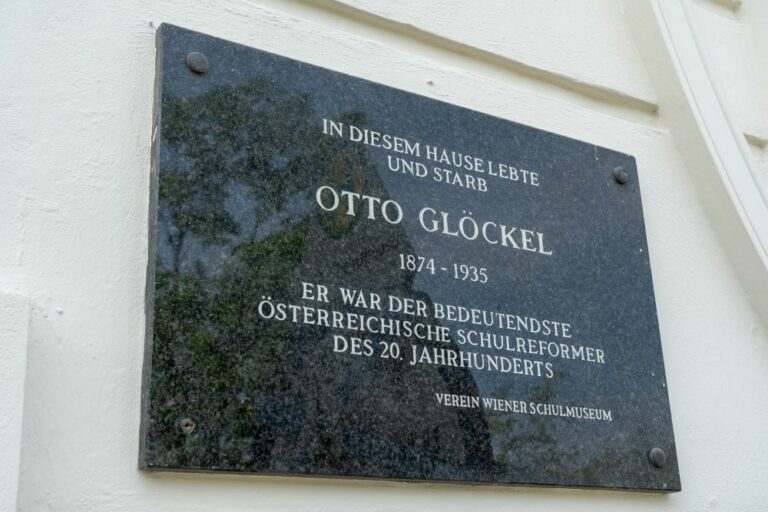 IN DIESEM HAUSE LEBTE
UND STARB
OTTO GLÖCKEL
1874 - 1935
ER WAR DER BEDEUTENDSTE
ÖSTERREICHISCHE SCHULREFORMER
DES 20. JAHRHUNDERTS
VEREIN WIENER SCHULMUSEUM